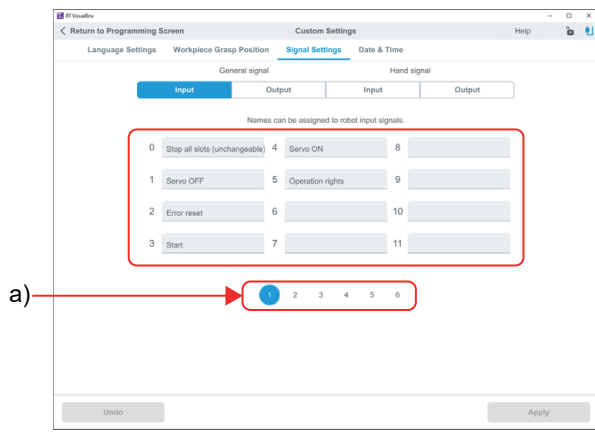 RT VisualBox
Return to Programming Screen Custom Settings Help
Language Settings Workpiece Grasp Position Signal Settings Date & Time
General signal Hand signal
Input Output Input Output
Names can be assigned to robot input signals.
0 Stop all slots (unchangeable) 4 Servo ON 8
1 Servo OFF 5 Operation rights 9
2 Error reset 6 10
3 Start 7 11
a) 1 2 3 4 5 6
Undo Apply